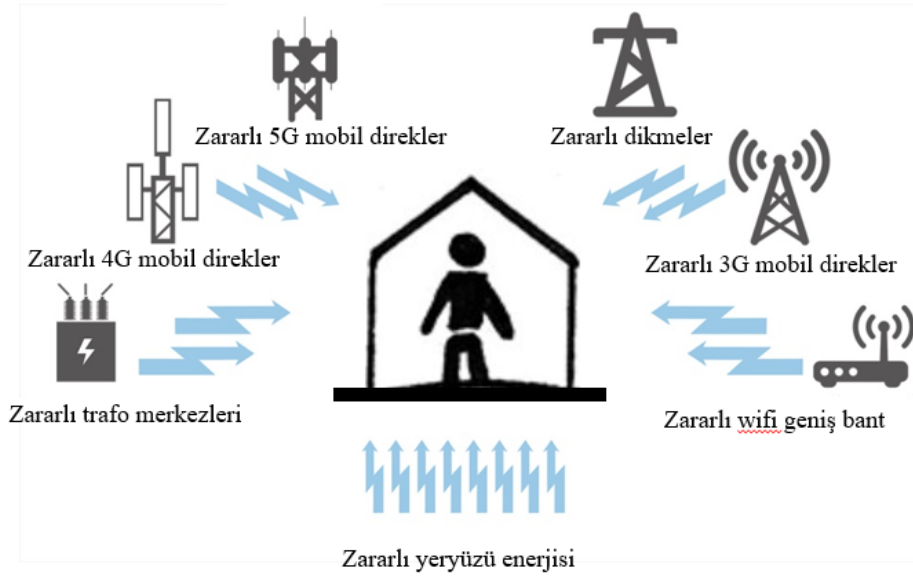 Zararlı 5G mobil direkler
Zararlı dikmeler
Zararlı 4G mobil direkler
Zararlı 3G mobil direkler
Zararlı trafo merkezleri
Zararlı wifi geniş bant
Zararlı yeryüzü enerjisi